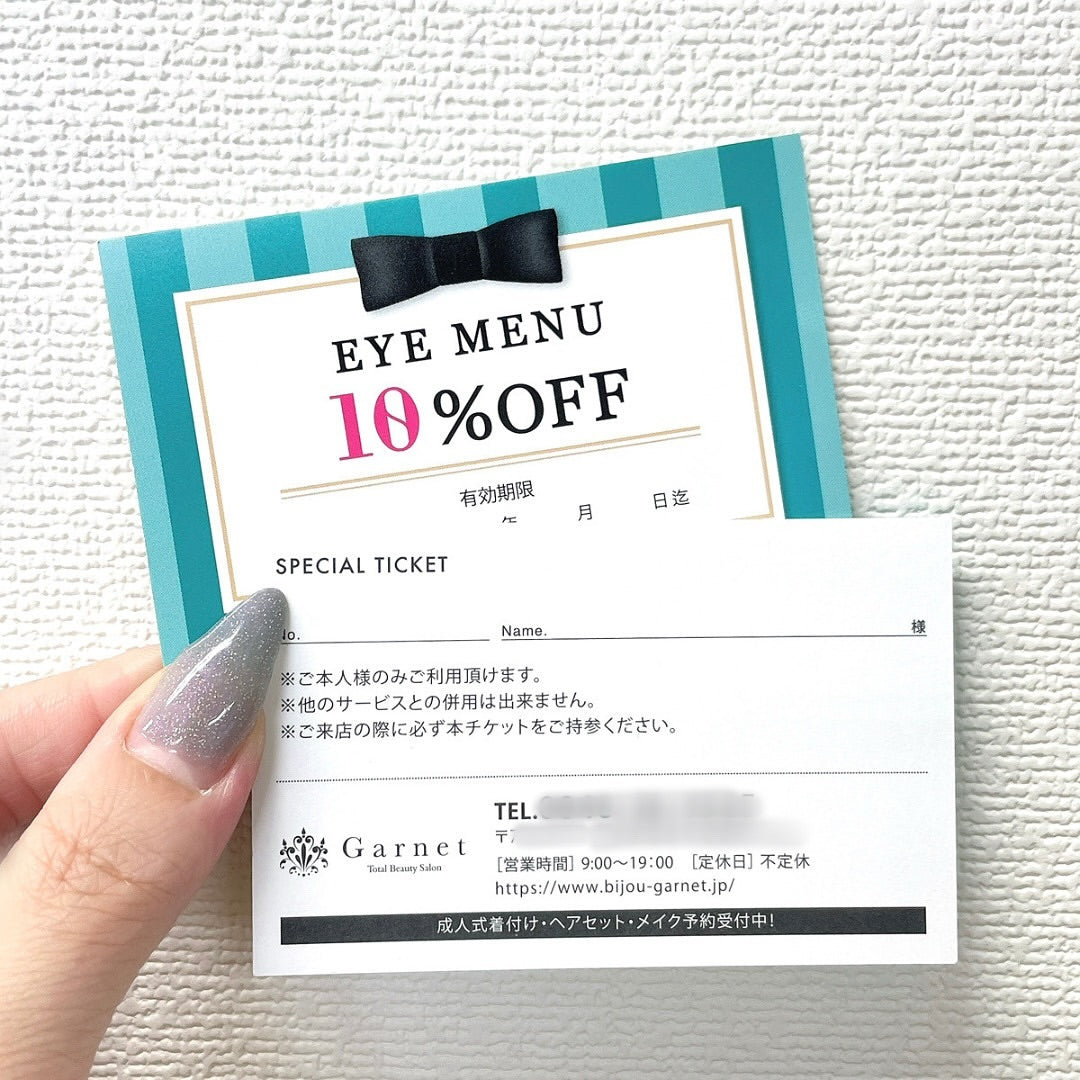 EYE MENU
10%OFF
有効期限
年 月 日迄
SPECIAL TICKET
No. Name. 様
※ご本人様のみご利用頂けます。
※他のサービスとの併用は出来ません。
※ご来店の際に必ず本チケットをご持参ください。
Garnet
Total Beauty Salon
TEL.
〒
[営業時間] 9:00〜19:00 [定休日] 不定休
https://www.bijou-garnet.jp/
成人式着付け・ヘアセット・メイク予約受付中!